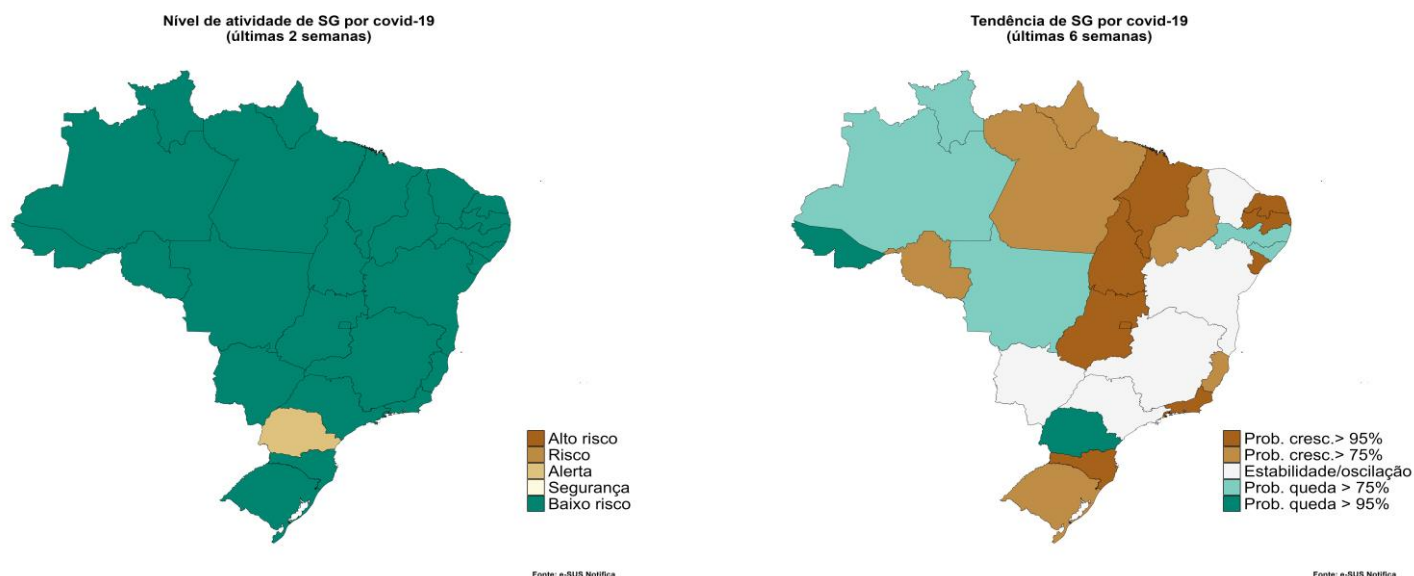 Nível de atividade de SG por covid-19
(últimas 2 semanas)
Alto risco
Risco
Alerta
Segurança
Baixo risco
Fonte: e-SUS Notifica
Tendência de SG por covid-19
(últimas 6 semanas)
Prob. cresc.> 95%
Prob. cresc.> 75%
Estabilidade/oscilação
Prob. queda > 75%
Prob. queda > 95%
Fonte: e-SUS Notifica